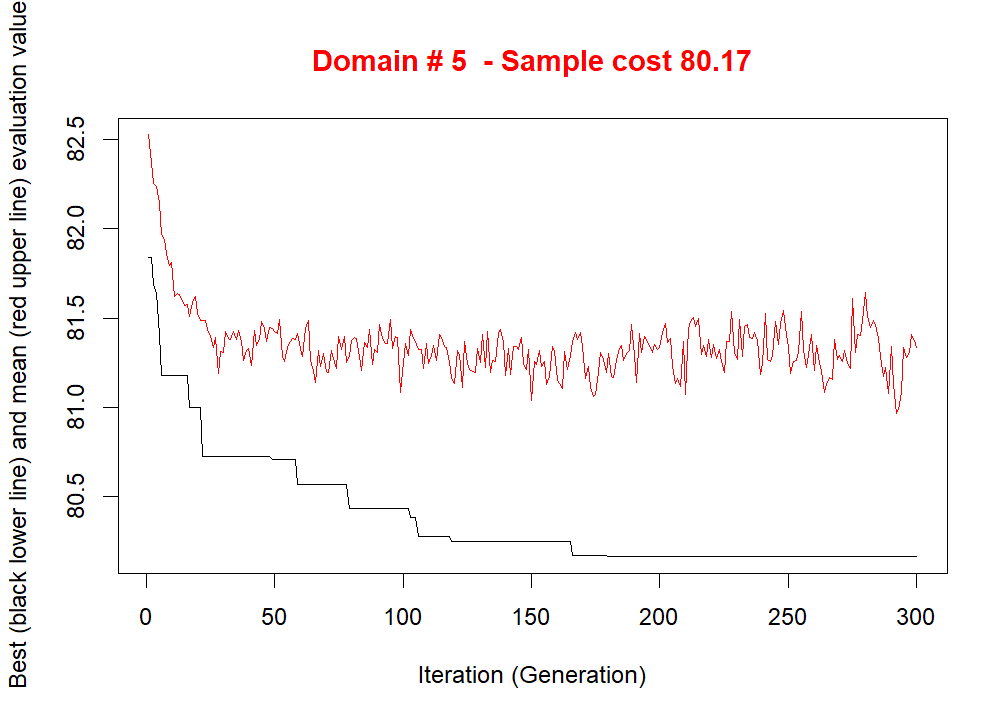 Domain # 5  - Sample cost 80.17
Best (black lower line) and mean (red upper line) evaluation value
82.5
82.0
81.5
81.0
80.5
0 50 100 150 200 250 300
Iteration (Generation)